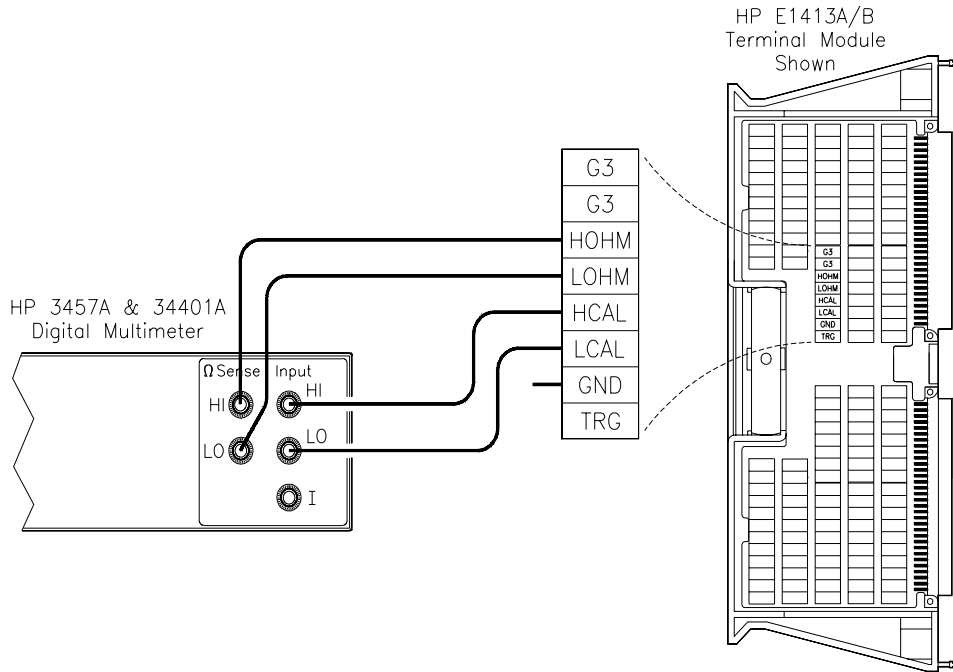 HP E1413A/B
Terminal Module
Shown
G3
G3
HOHM
LOHM
HCAL
LCAL
GND
TRG
G3
G3
HOHM
LOHM
HCAL
LCAL
GND
TRG
HP 3457A & 34401A
Digital Multimeter
Ω Sense Input
HI HI
LO LO
I